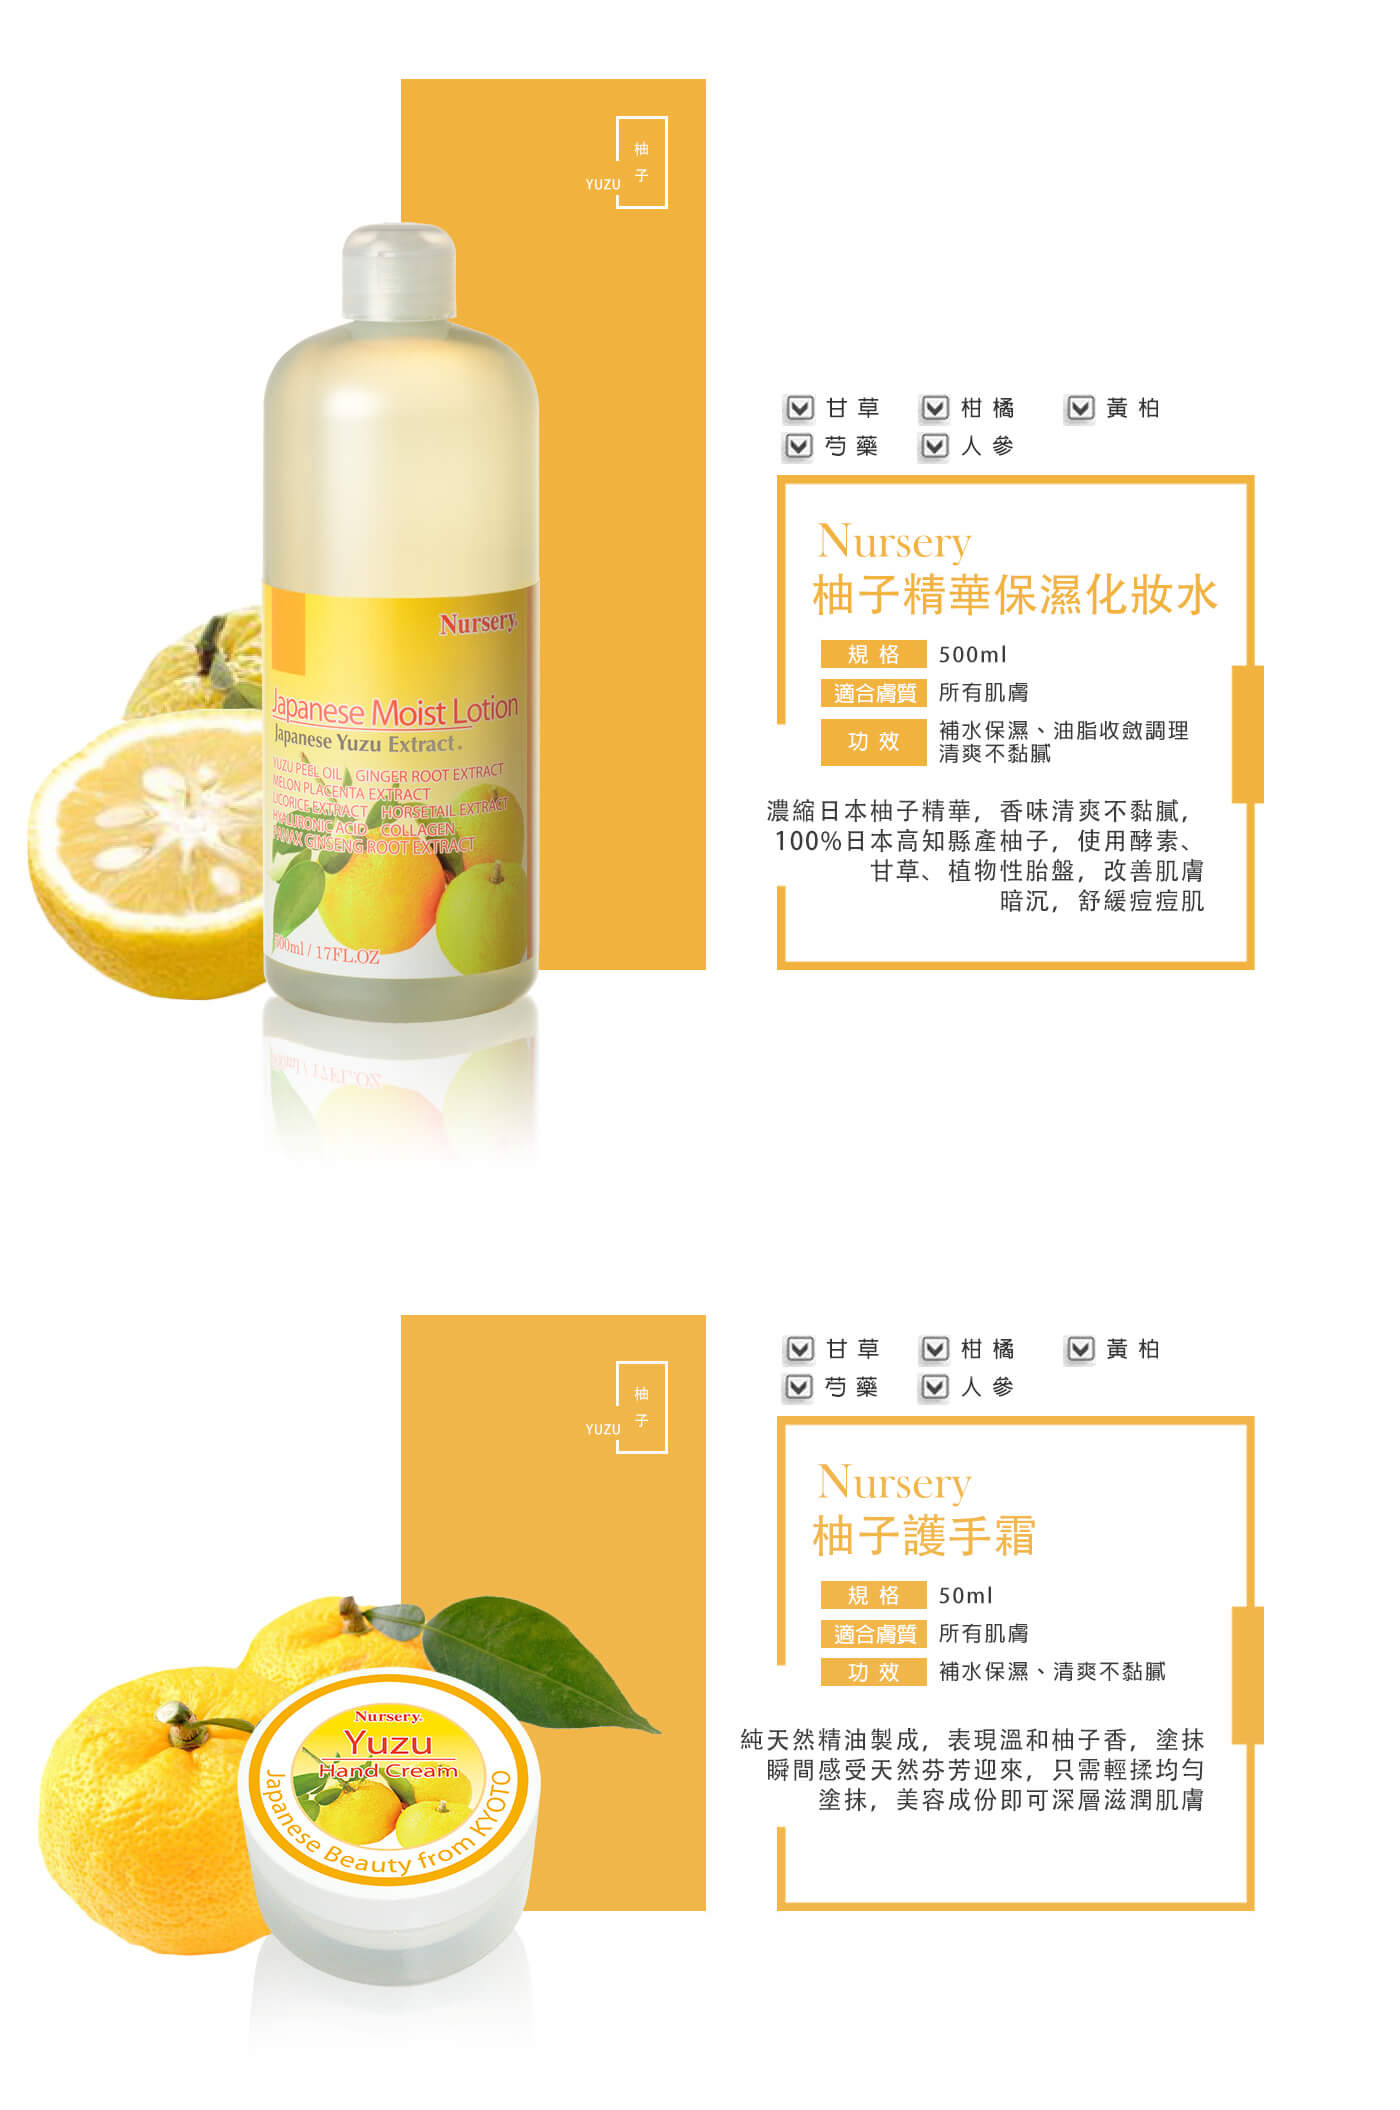 柚
子
YUZU
甘草 柑橘 黃柏
芍藥 人參
Nursery
柚子精華保濕化妝水
規格 500ml
適合膚質 所有肌膚
功效 補水保濕、油脂收斂調理
清爽不黏膩
濃縮日本柚子精華，香味清爽不黏膩，
100%日本高知縣產柚子，使用酵素、
甘草、植物性胎盤，改善肌膚
暗沉，舒緩痘痘肌
Nursery.
Japanese Moist Lotion
Japanese Yuzu Extract.
YUZU PEEL OIL GINGER ROOT EXTRACT
MELON PLACENTA EXTRACT
LICORICE EXTRACT HORSETAIL EXTRACT
HYALURONIC ACID COLLAGEN
PANAX GINSENG ROOT EXTRACT
500ml / 17FL.OZ
柚
子
YUZU
甘草 柑橘 黃柏
芍藥 人參
Nursery
柚子護手霜
規格 50ml
適合膚質 所有肌膚
功效 補水保濕、清爽不黏膩
純天然精油製成，表現溫和柚子香，塗抹
瞬間感受天然芬芳迎來，只需輕揉均勻
塗抹，美容成份即可深層滋潤肌膚
Nursery.
Yuzu
Hand Cream
Japanese Beauty from KYOTO